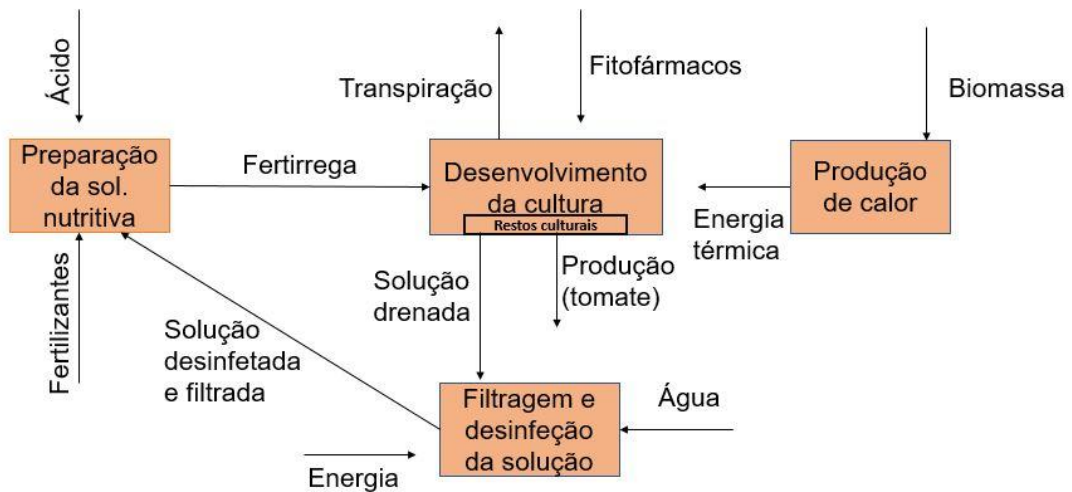 Ácido
Transpiração
Fitofármacos
Biomassa
Preparação
da sol.
nutritiva
Fertirrega
Desenvolvimento
da cultura
Restos culturais
Produção
de calor
Energia
térmica
Fertilizantes
Solução
desinfetada
e filtrada
Solução
drenada
Produção
(tomate)
Filtragem e
desinfeção
da solução
Água
Energia